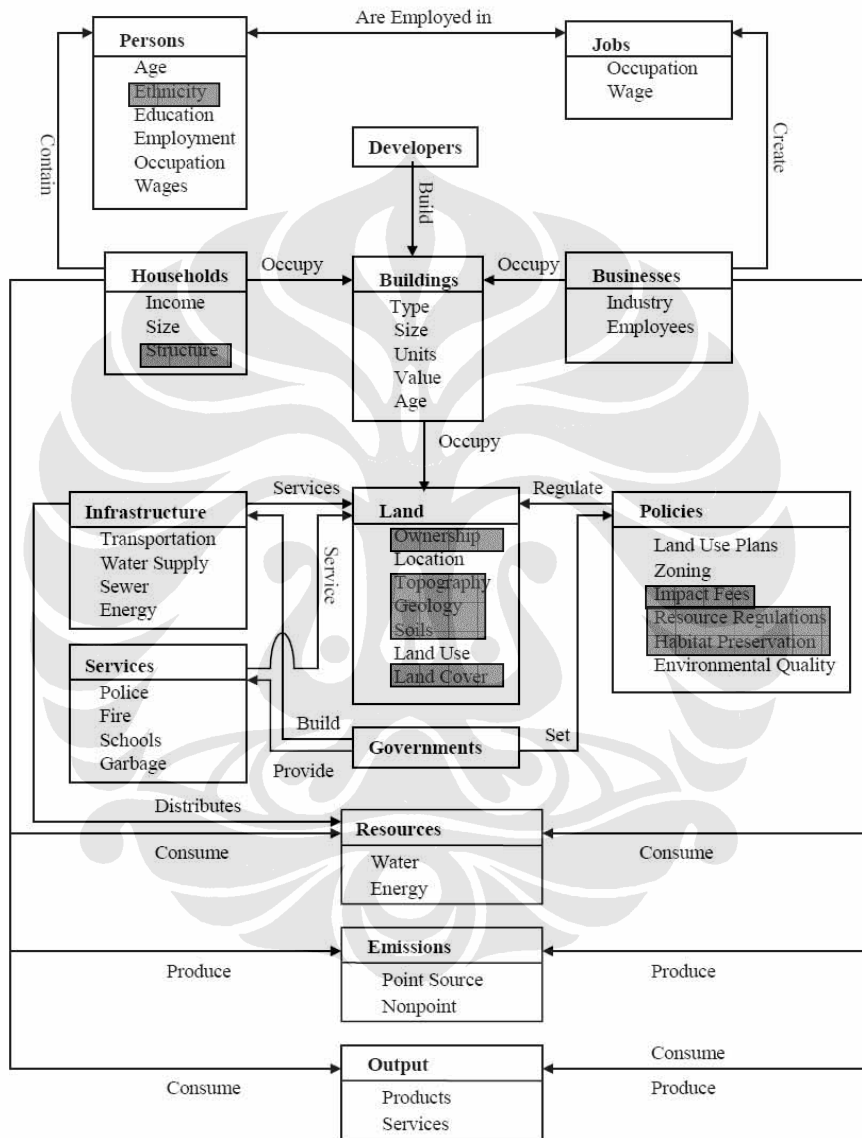 Are Employed in
Persons
Age
Ethnicity
Education
Employment
Occupation
Wages
Jobs
Occupation
Wage
Contain
Create
Developers
Build
Households
Income
Size
Structure
Occupy
Buildings
Type
Size
Units
Value
Age
Occupy
Businesses
Industry
Employees
Occupy
Infrastructure
Transportation
Water Supply
Sewer
Energy
Services
Service
Land
Ownership
Location
Topography
Geology
Soils
Land Use
Land Cover
Regulate
Policies
Land Use Plans
Zoning
Impact Fees
Resource Regulations
Habitat Preservation
Environmental Quality
Services
Police
Fire
Schools
Garbage
Build
Provide
Governments
Set
Distributes
Consume
Resources
Water
Energy
Consume
Produce
Emissions
Point Source
Nonpoint
Produce
Consume
Output
Products
Services
Consume
Produce